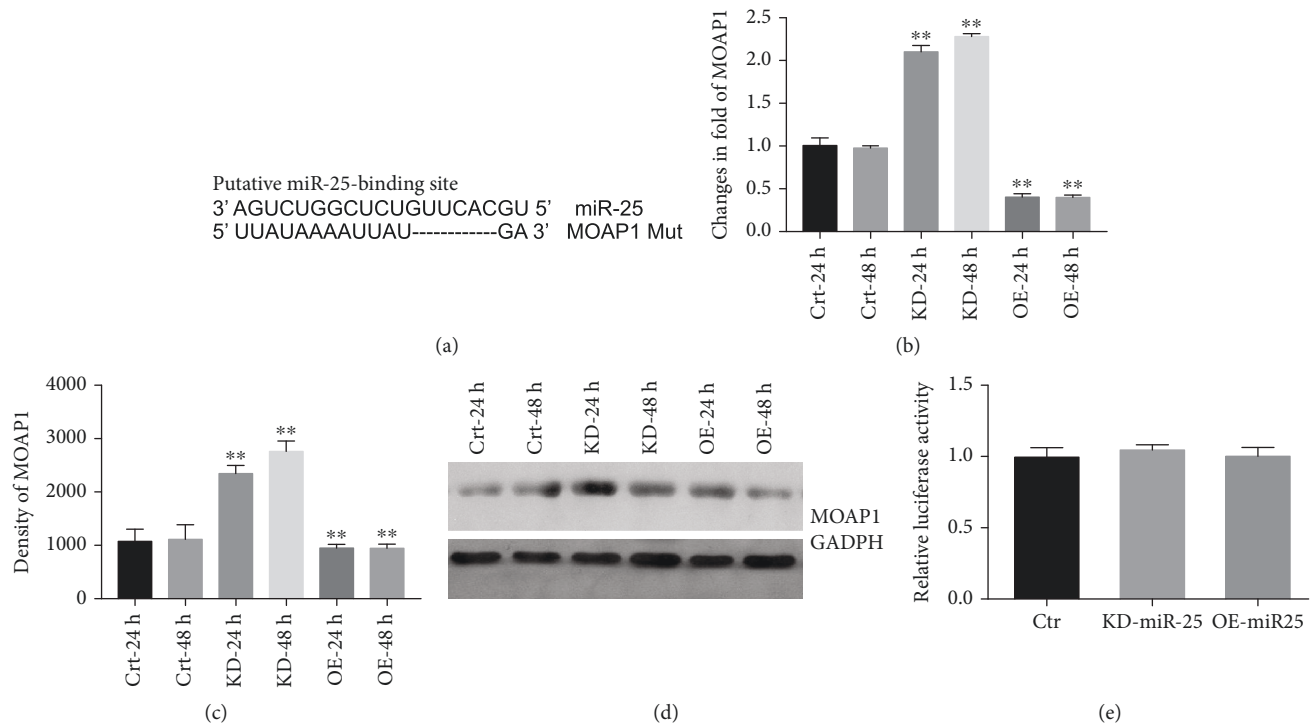 Putative miR-25-binding site
3' AGUCUGGCUCUGUUCACGU 5' miR-25
5' UUAUAAAAUUAU------------GA 3' MOAP1 Mut
(a)
Changes in fold of MOAP1
2.5
2.0
1.5
1.0
0.5
0.0
**
**
**
**
Crt-24 h
Crt-48 h
KD-24 h
KD-48 h
OE-24 h
OE-48 h
(b)
Density of MOAP1
4000
3000
2000
1000
0
**
**
**
**
Crt-24 h
Crt-48 h
KD-24 h
KD-48 h
OE-24 h
OE-48 h
(c)
Crt-24 h
Crt-48 h
KD-24 h
KD-48 h
OE-24 h
OE-48 h
MOAP1
GADPH
(d)
Relative luciferase activity
1.5
1.0
0.5
0.0
Ctr
KD-miR-25
OE-miR25
(e)